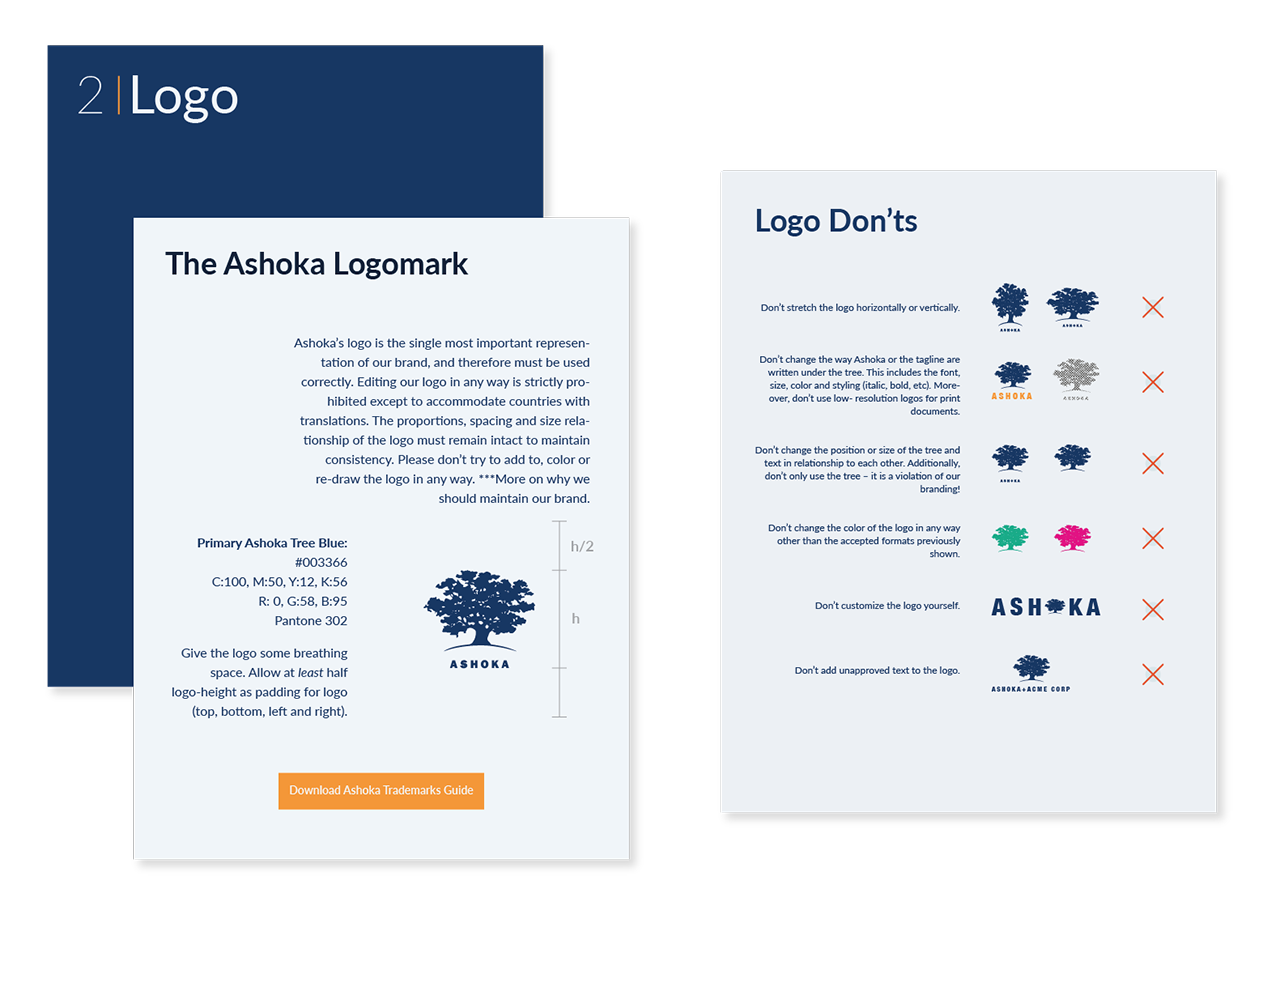 2 | Logo
The Ashoka Logomark
Ashoka’s logo is the single most important represen-
tation of our brand, and therefore must be used
correctly. Editing our logo in any way is strictly pro-
hibited except to accommodate countries with
translations. The proportions, spacing and size rela-
tionship of the logo must remain intact to maintain
consistency. Please don’t try to add to, color or
re-draw the logo in any way. ***More on why we
should maintain our brand.
Primary Ashoka Tree Blue:
#003366
C:100, M:50, Y:12, K:56
R: 0, G:58, B:95
Pantone 302
Give the logo some breathing
space. Allow at least half
logo-height as padding for logo
(top, bottom, left and right).
h/2
h
ASHOKA
Download Ashoka Trademarks Guide
Logo Don’ts
Don’t stretch the logo horizontally or vertically.
ASHOKA
ASHOKA
Don’t change the way Ashoka or the tagline are
written under the tree. This includes the font,
size, color and styling (italic, bold, etc). More-
over, don’t use low- resolution logos for print
documents.
ASHOKA
ASHOKA
Don’t change the position or size of the tree and
text in relationship to each other. Additionally,
don’t only use the tree – it is a violation of our
branding!
ASHOKA
Don’t change the color of the logo in any way
other than the accepted formats previously
shown.
Don’t customize the logo yourself.
ASH KA
Don’t add unapproved text to the logo.
ASHOKA+ACME CORP